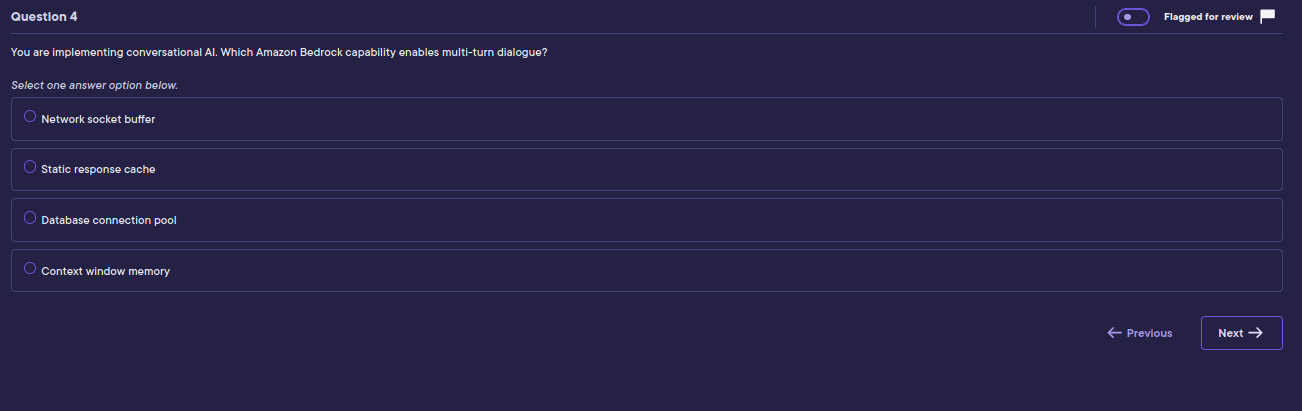 Question 4
Flagged for review
You are implementing conversational AI. Which Amazon Bedrock capability enables multi-turn dialogue?
Select one answer option below.
Network socket buffer
Static response cache
Database connection pool
Context window memory
Previous
Next